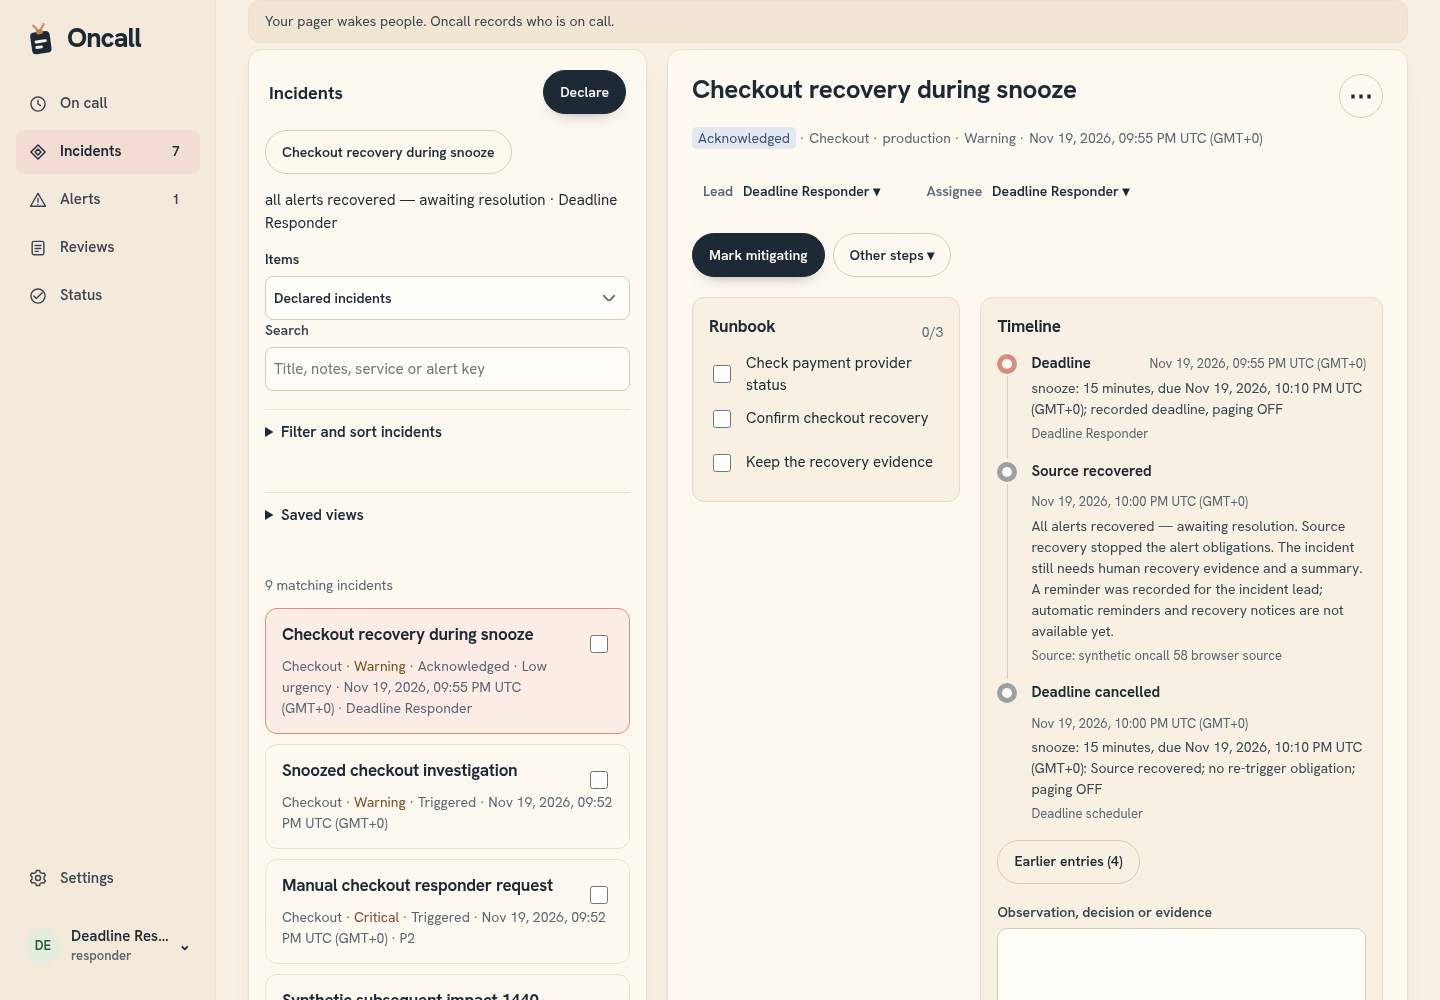 Your pager wakes people. Oncall records who is on call.
Oncall
On call
Incidents 7
Alerts 1
Reviews
Status
Settings
DE
Deadline Res...
responder
Incidents
Declare
Checkout recovery during snooze
all alerts recovered — awaiting resolution · Deadline
Responder
Items
Declared incidents
Search
Title, notes, service or alert key
Filter and sort incidents
Saved views
9 matching incidents
Checkout recovery during snooze
Checkout · Warning · Acknowledged · Low
urgency · Nov 19, 2026, 09:55 PM UTC
(GMT+0) · Deadline Responder
Snoozed checkout investigation
Checkout · Warning · Triggered · Nov 19, 2026, 09:52
PM UTC (GMT+0)
Manual checkout responder request
Checkout · Critical · Triggered · Nov 19, 2026, 09:52
PM UTC (GMT+0) · P2
Synthetic subsequent impact 1440
Checkout recovery during snooze
Acknowledged · Checkout · production · Warning · Nov 19, 2026, 09:55 PM UTC (GMT+0)
Lead Deadline Responder ▾ Assignee Deadline Responder ▾
Mark mitigating
Other steps ▾
Runbook 0/3
Check payment provider
status
Confirm checkout recovery
Keep the recovery evidence
Timeline
Deadline Nov 19, 2026, 09:55 PM UTC (GMT+0)
snooze: 15 minutes, due Nov 19, 2026, 10:10 PM UTC
(GMT+0); recorded deadline, paging OFF
Deadline Responder
Source recovered
Nov 19, 2026, 10:00 PM UTC (GMT+0)
All alerts recovered — awaiting resolution. Source
recovery stopped the alert obligations. The incident
still needs human recovery evidence and a summary.
A reminder was recorded for the incident lead;
automatic reminders and recovery notices are not
available yet.
Source: synthetic oncall 58 browser source
Deadline cancelled
Nov 19, 2026, 10:00 PM UTC (GMT+0)
snooze: 15 minutes, due Nov 19, 2026, 10:10 PM UTC
(GMT+0): Source recovered; no re-trigger obligation;
paging OFF
Deadline scheduler
Earlier entries (4)
Observation, decision or evidence